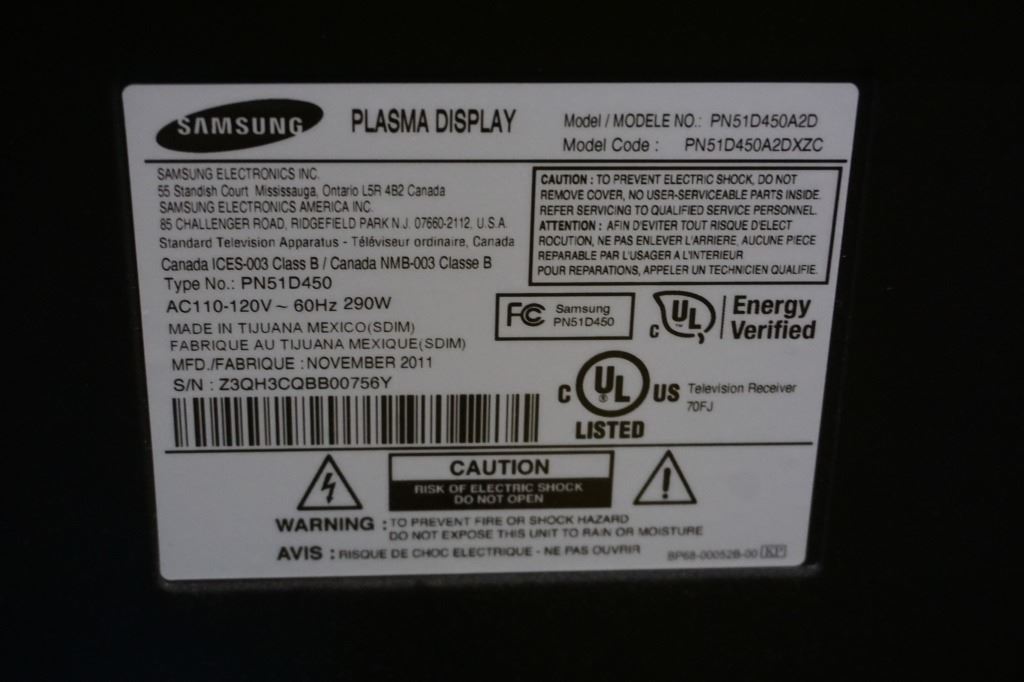 SAMSUNG PLASMA DISPLAY
Model / MODELE NO.: PN51D450A2D
Model Code : PN51D450A2DXZC
SAMSUNG ELECTRONICS INC.
55 Standish Court Mississauga, Ontario L5R 4B2 Canada
SAMSUNG ELECTRONICS AMERICA INC.
85 CHALLENGER ROAD, RIDGEFIELD PARK N.J. 07660-2112, U.S.A.
Standard Television Apparatus - Téléviseur ordinaire, Canada
Canada ICES-003 Class B / Canada NMB-003 Classe B
Type No.: PN51D450
AC110-120V ~ 60Hz 290W
MADE IN TIJUANA MEXICO(SDIM)
FABRIQUE AU TIJUANA MEXIQUE(SDIM)
MFD./FABRIQUE : NOVEMBER 2011
S/N : Z3QH3CQBB00756Y
CAUTION : TO PREVENT ELECTRIC SHOCK, DO NOT
REMOVE COVER, NO USER-SERVICEABLE PARTS INSIDE.
REFER SERVICING TO QUALIFIED SERVICE PERSONNEL.
ATTENTION : AFIN D'EVITER TOUT RISQUE D'ELECT
ROCUTION, NE PAS ENLEVER L'ARRIERE, AUCUNE PIECE
REPARABLE PAR L'USAGER A L'INTERIEUR
POUR REPARATIONS, APPELER UN TECHNICIEN QUALIFIE.
FC Samsung
PN51D450
C UL TM Energy
Verified
C UL ® US Television Receiver
70FJ
LISTED
CAUTION
RISK OF ELECTRIC SHOCK
DO NOT OPEN
WARNING : TO PREVENT FIRE OR SHOCK HAZARD
DO NOT EXPOSE THIS UNIT TO RAIN OR MOISTURE
AVIS : RISQUE DE CHOC ELECTRIQUE - NE PAS OUVRIR
BP68-00052B-00 KP